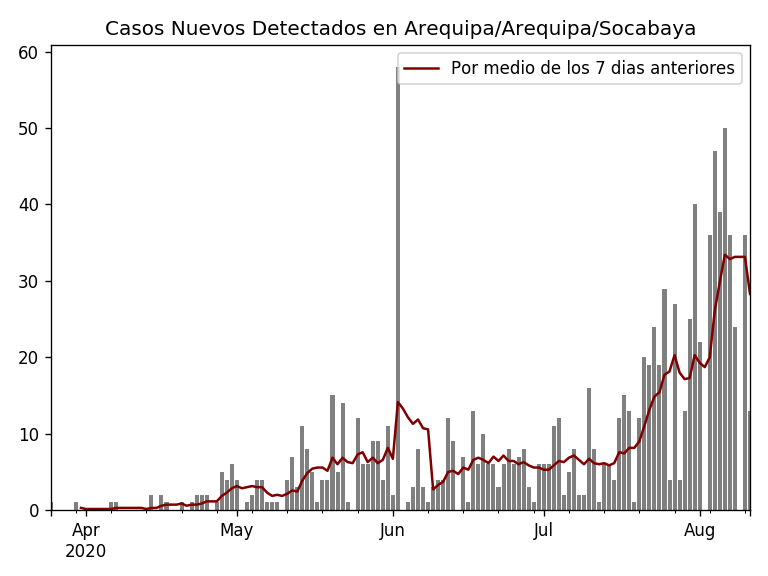 Casos Nuevos Detectados en Arequipa/Arequipa/Socabaya
Por medio de los 7 dias anteriores
60
50
40
30
20
10
0
Apr May Jun Jul Aug
2020